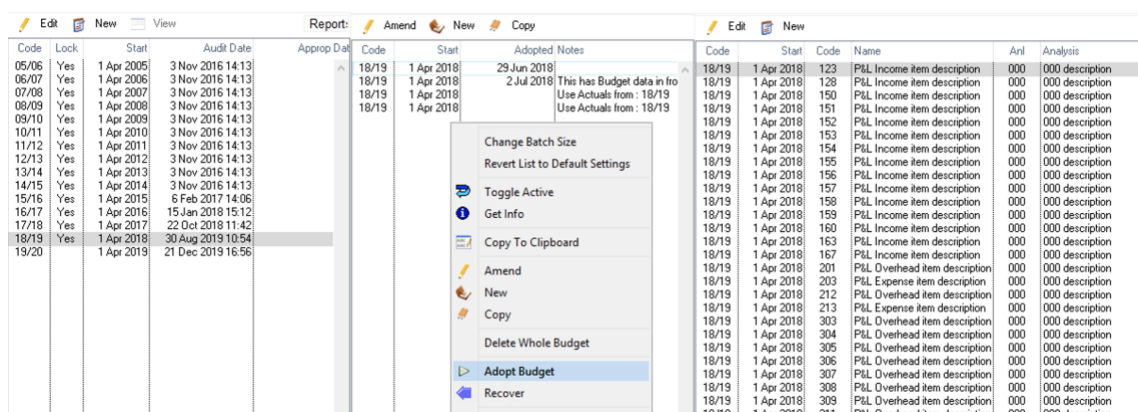 Edit New View Report:
Code Lock Start Audit Date Approp Dat
05/06 Yes 1 Apr 2005 3 Nov 2016 14:13
06/07 Yes 1 Apr 2006 3 Nov 2016 14:13
07/08 Yes 1 Apr 2007 3 Nov 2016 14:13
08/09 Yes 1 Apr 2008 3 Nov 2016 14:13
09/10 Yes 1 Apr 2009 3 Nov 2016 14:13
10/11 Yes 1 Apr 2010 3 Nov 2016 14:13
11/12 Yes 1 Apr 2011 3 Nov 2016 14:13
12/13 Yes 1 Apr 2012 3 Nov 2016 14:13
13/14 Yes 1 Apr 2013 3 Nov 2016 14:13
14/15 Yes 1 Apr 2014 3 Nov 2016 14:13
15/16 Yes 1 Apr 2015 6 Feb 2017 14:06
16/17 Yes 1 Apr 2016 15 Jan 2018 15:12
17/18 Yes 1 Apr 2017 22 Oct 2018 11:42
18/19 Yes 1 Apr 2018 30 Aug 2019 10:54
19/20 1 Apr 2019 21 Dec 2019 16:56
Amend New Copy
Code Start Adopted Notes
18/19 1 Apr 2018 29 Jun 2018
18/19 1 Apr 2018 2 Jul 2018 This has Budget data in fro
18/19 1 Apr 2018 Use Actuals from : 18/19
18/19 1 Apr 2018 Use Actuals from : 18/19
Change Batch Size
Revert List to Default Settings
Toggle Active
Get Info
Copy To Clipboard
Amend
New
Copy
Delete Whole Budget
Adopt Budget
Recover
Edit New
Code Start Code Name Anl Analysis
18/19 1 Apr 2018 123 P&L Income item description 000 000 description
18/19 1 Apr 2018 128 P&L Income item description 000 000 description
18/19 1 Apr 2018 150 P&L Income item description 000 000 description
18/19 1 Apr 2018 151 P&L Income item description 000 000 description
18/19 1 Apr 2018 152 P&L Income item description 000 000 description
18/19 1 Apr 2018 153 P&L Income item description 000 000 description
18/19 1 Apr 2018 154 P&L Income item description 000 000 description
18/19 1 Apr 2018 155 P&L Income item description 000 000 description
18/19 1 Apr 2018 156 P&L Income item description 000 000 description
18/19 1 Apr 2018 157 P&L Income item description 000 000 description
18/19 1 Apr 2018 158 P&L Income item description 000 000 description
18/19 1 Apr 2018 159 P&L Income item description 000 000 description
18/19 1 Apr 2018 160 P&L Income item description 000 000 description
18/19 1 Apr 2018 163 P&L Income item description 000 000 description
18/19 1 Apr 2018 167 P&L Income item description 000 000 description
18/19 1 Apr 2018 201 P&L Overhead item description 000 000 description
18/19 1 Apr 2018 203 P&L Expense item description 000 000 description
18/19 1 Apr 2018 212 P&L Overhead item description 000 000 description
18/19 1 Apr 2018 213 P&L Expense item description 000 000 description
18/19 1 Apr 2018 303 P&L Overhead item description 000 000 description
18/19 1 Apr 2018 304 P&L Overhead item description 000 000 description
18/19 1 Apr 2018 305 P&L Overhead item description 000 000 description
18/19 1 Apr 2018 306 P&L Overhead item description 000 000 description
18/19 1 Apr 2018 307 P&L Overhead item description 000 000 description
18/19 1 Apr 2018 308 P&L Overhead item description 000 000 description
18/19 1 Apr 2018 309 P&L Overhead item description 000 000 description